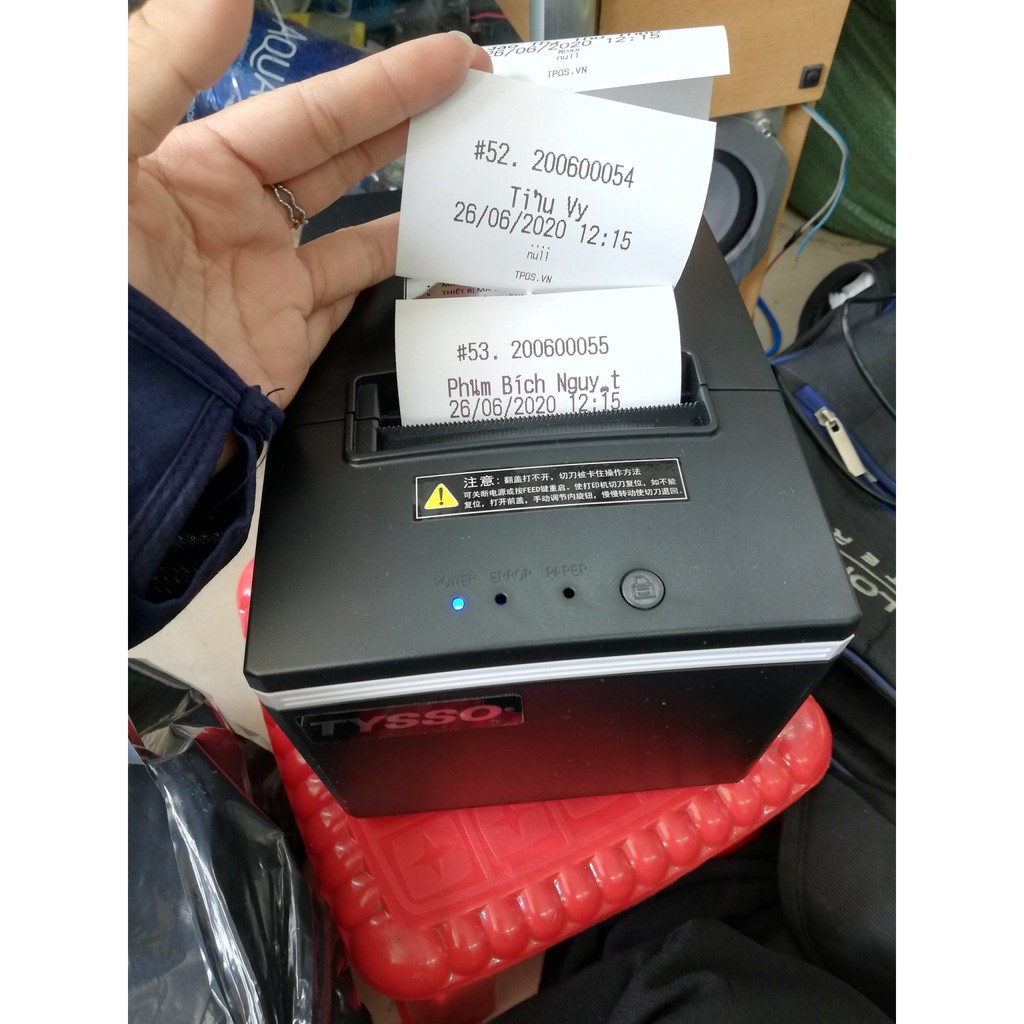 AQUA
26/06/2020 12:15
null
TPOS.VN
#52. 200600054
Vy
26/06/2020 12:15
....
null
TPOS.VN
THIẾT BỊ
#53. 200600055
Bích
26/06/2020 12:15
注意：翻盖打不开，切刀被卡住操作方法
可关断电源或按FEED键重启。使打印机切刀复位，如不能
复位，打开前盖，手动调节内旋钮，慢慢转动使切刀退回。
POWER ERROR PAPER
TYSSO